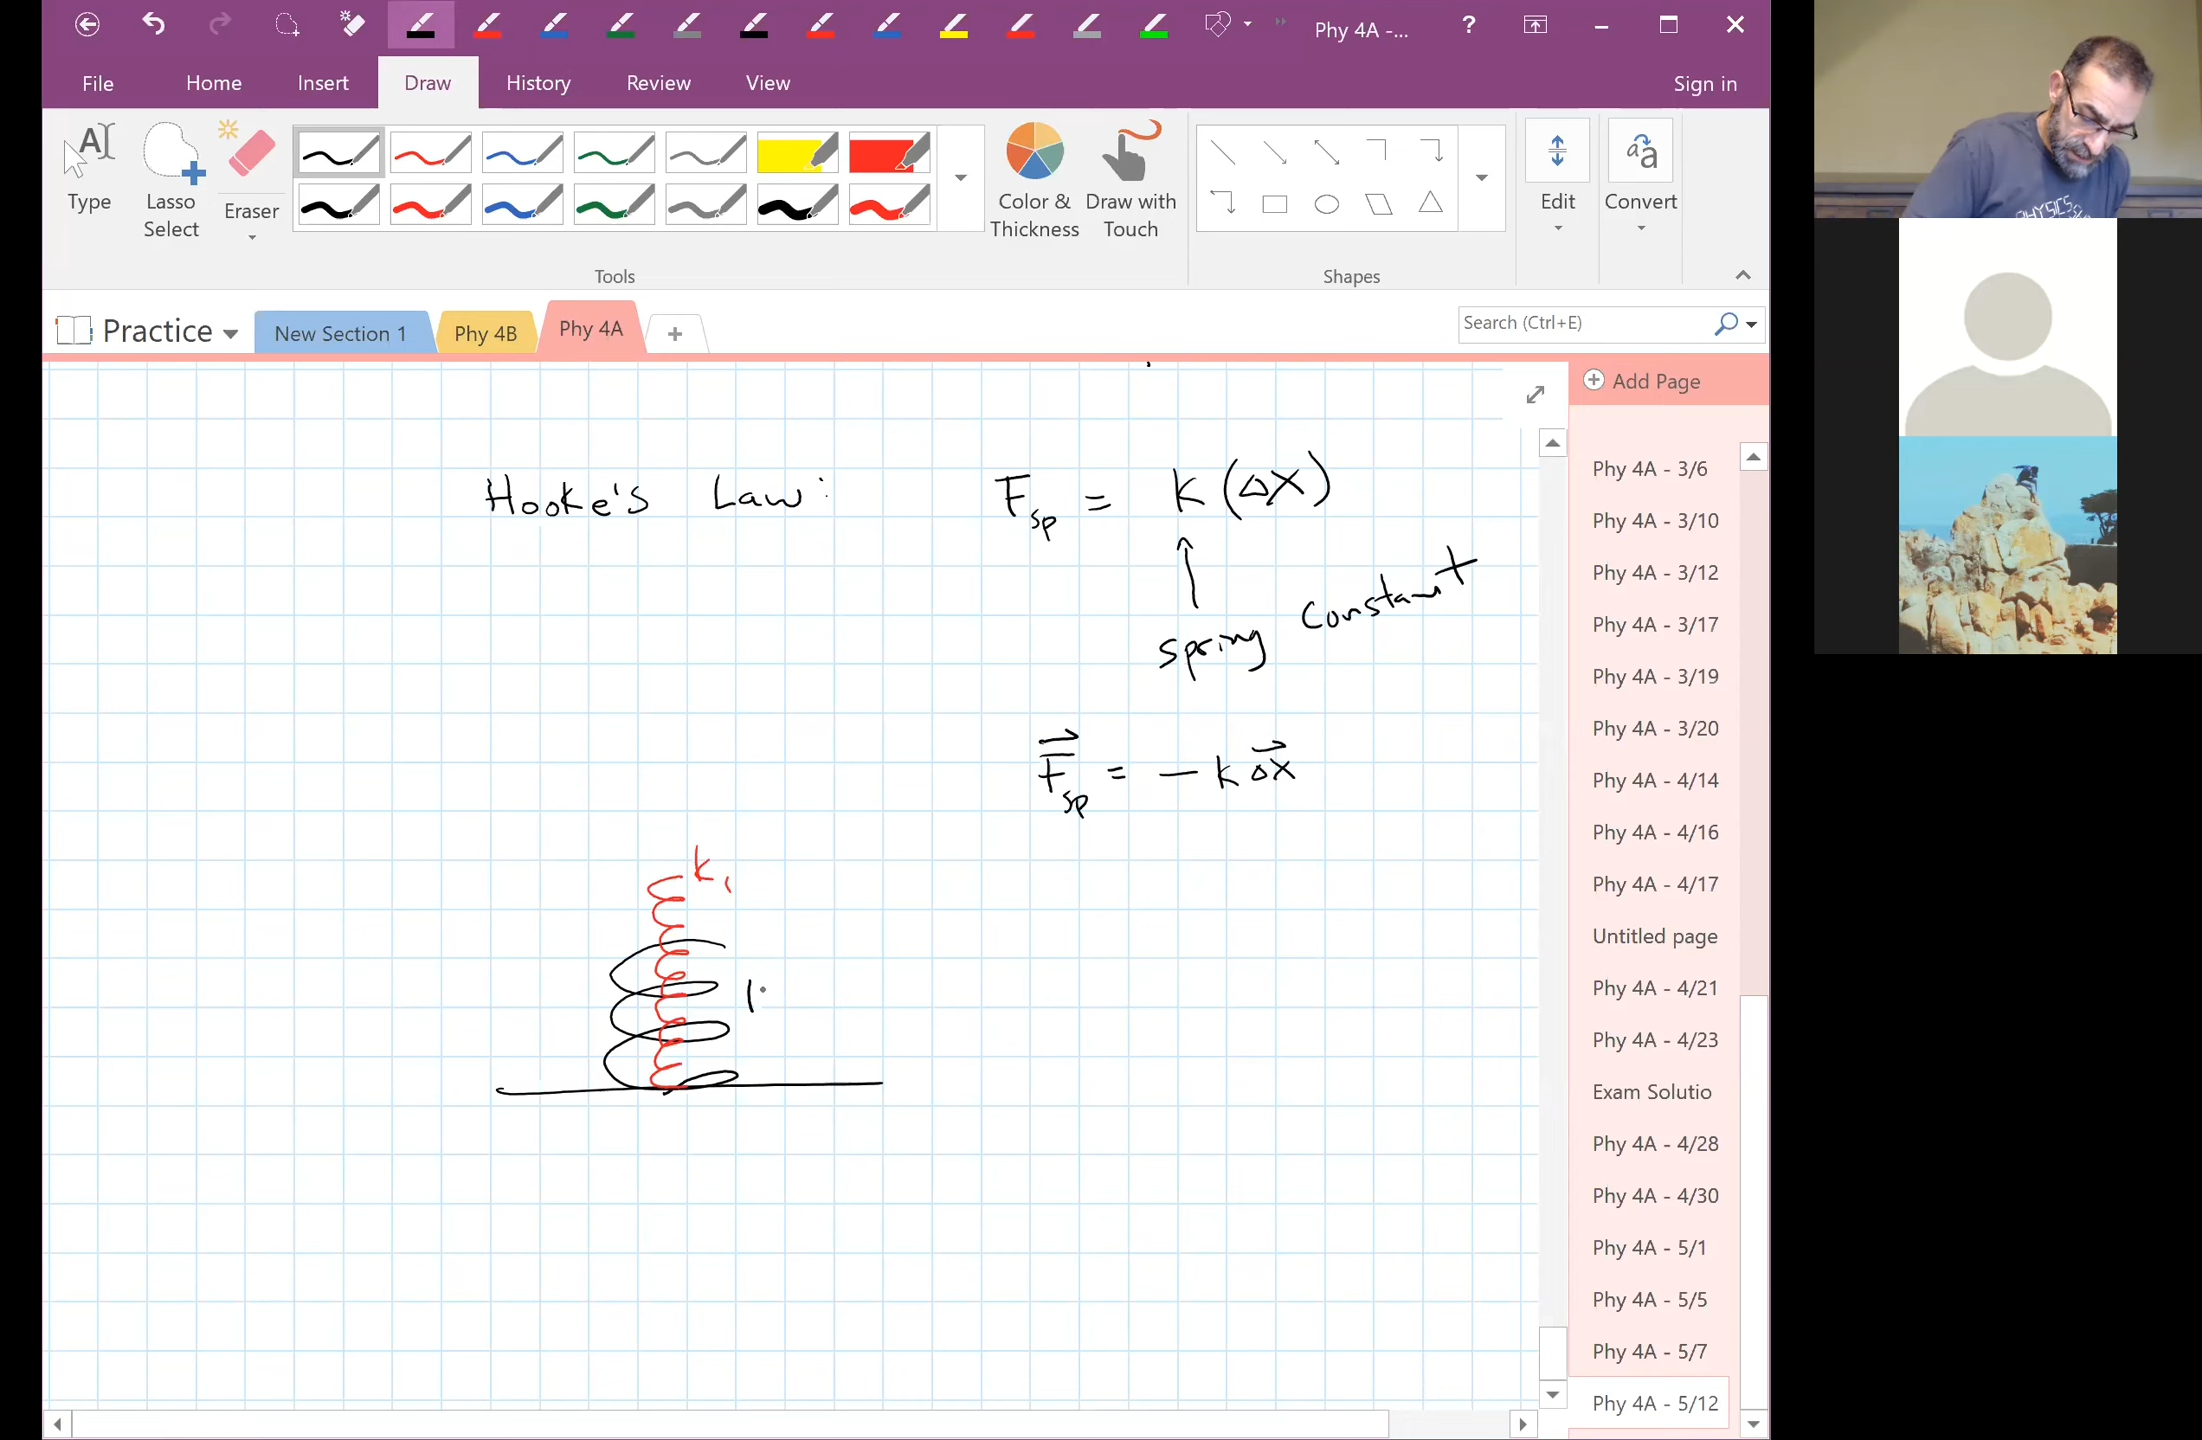 Phy 4A -...
?
File Home Insert Draw History Review View Sign in
Type
Lasso Select
Eraser
Color & Thickness
Draw with Touch
Edit
Convert
Tools
Shapes
Practice
New Section 1
Phy 4B
Phy 4A
Search (Ctrl+E)
Add Page
Phy 4A - 3/6
Phy 4A - 3/10
Phy 4A - 3/12
Phy 4A - 3/17
Phy 4A - 3/19
Phy 4A - 3/20
Phy 4A - 4/14
Phy 4A - 4/16
Phy 4A - 4/17
Untitled page
Phy 4A - 4/21
Phy 4A - 4/23
Exam Solutio
Phy 4A - 4/28
Phy 4A - 4/30
Phy 4A - 5/1
Phy 4A - 5/5
Phy 4A - 5/7
Phy 4A - 5/12
Hooke's Law: F_sp = k(ΔX)
↑
spring constant
F⃗_sp = - k Δ⃗X
k₁
PHYSICS